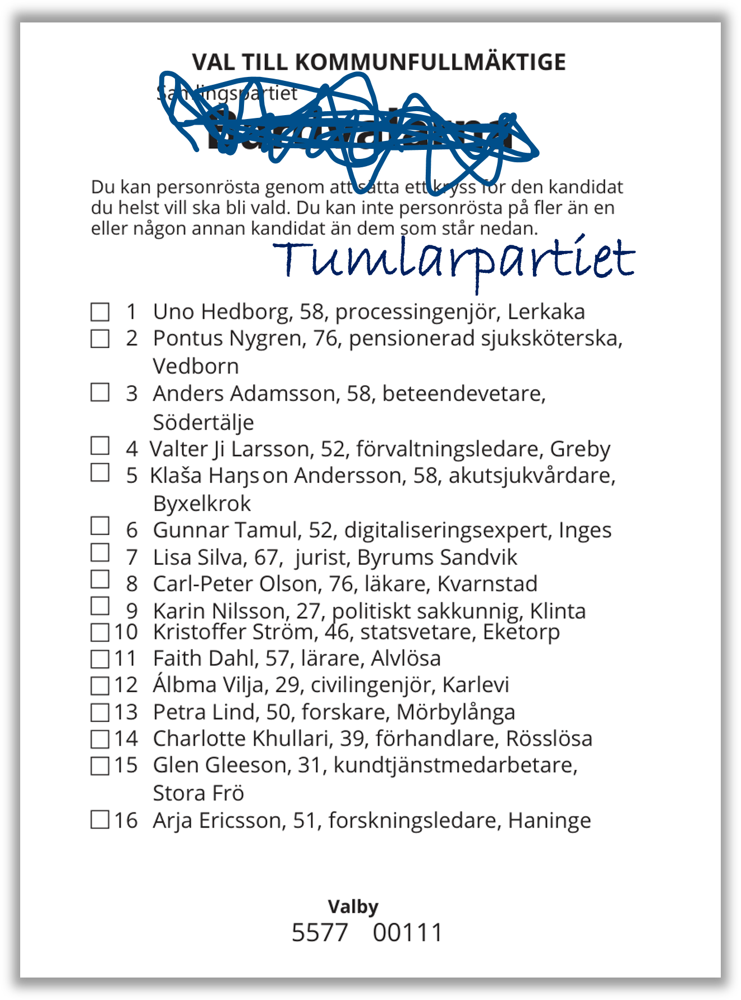 VAL TILL KOMMUNFULLMÄKTIGE
Samlingspartiet
Du kan personrösta genom att sätta ett kryss för den kandidat
du helst vill ska bli vald. Du kan inte personrösta på fler än en
eller någon annan kandidat än dem som står nedan.
Tumlarpartiet
1 Uno Hedborg, 58, processingenjör, Lerkaka
2 Pontus Nygren, 76, pensionerad sjuksköterska,
Vedborn
3 Anders Adamsson, 58, beteendevetare,
Södertälje
4 Valter Ji Larsson, 52, förvaltningsledare, Greby
5 Klaša Haŋson Andersson, 58, akutsjukvårdare,
Byxelkrok
6 Gunnar Tamul, 52, digitaliseringsexpert, Inges
7 Lisa Silva, 67, jurist, Byrums Sandvik
8 Carl-Peter Olson, 76, läkare, Kvarnstad
9 Karin Nilsson, 27, politiskt sakkunnig, Klinta
10 Kristoffer Ström, 46, statsvetare, Eketorp
11 Faith Dahl, 57, lärare, Alvlösa
12 Álbma Vilja, 29, civilingenjör, Karlevi
13 Petra Lind, 50, forskare, Mörbylånga
14 Charlotte Khullari, 39, förhandlare, Rösslösa
15 Glen Gleeson, 31, kundtjänstmedarbetare,
Stora Frö
16 Arja Ericsson, 51, forskningsledare, Haninge
Valby
5577 00111